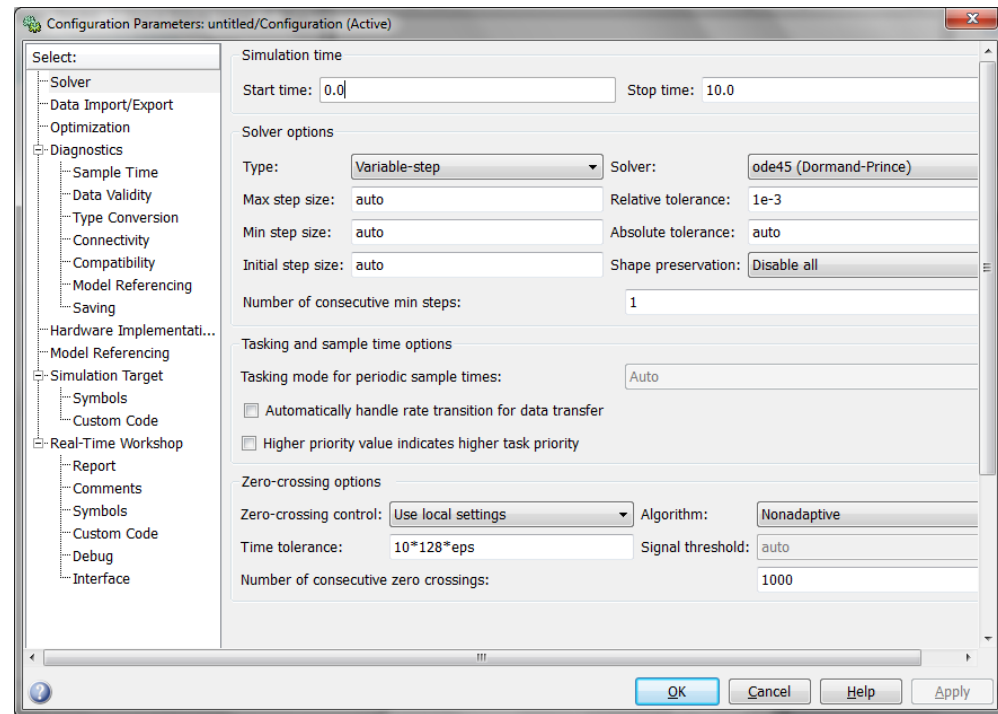 Configuration Parameters: untitled/Configuration (Active)
Select:
Solver
Data Import/Export
Optimization
Diagnostics
Sample Time
Data Validity
Type Conversion
Connectivity
Compatibility
Model Referencing
Saving
Hardware Implementati...
Model Referencing
Simulation Target
Symbols
Custom Code
Real-Time Workshop
Report
Comments
Symbols
Custom Code
Debug
Interface
Simulation time
Start time: 0.0 Stop time: 10.0
Solver options
Type: Variable-step Solver: ode45 (Dormand-Prince)
Max step size: auto Relative tolerance: 1e-3
Min step size: auto Absolute tolerance: auto
Initial step size: auto Shape preservation: Disable all
Number of consecutive min steps: 1
Tasking and sample time options
Tasking mode for periodic sample times: Auto
Automatically handle rate transition for data transfer
Higher priority value indicates higher task priority
Zero-crossing options
Zero-crossing control: Use local settings Algorithm: Nonadaptive
Time tolerance: 10*128*eps Signal threshold: auto
Number of consecutive zero crossings: 1000
OK Cancel Help Apply